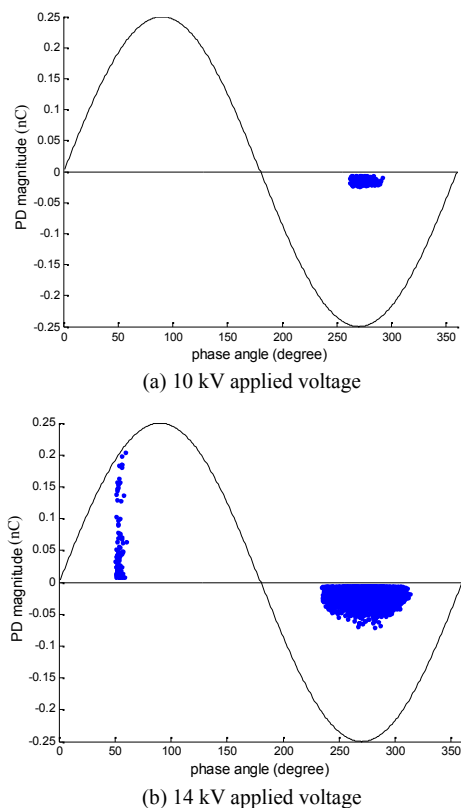 0.25
0.2
0.15
0.1
0.05
0
-0.05
-0.1
-0.15
-0.2
-0.25
PD magnitude (nC)
0 50 100 150 200 250 300 350
phase angle (degree)
(a) 10 kV applied voltage
0.25
0.2
0.15
0.1
0.05
0
-0.05
-0.1
-0.15
-0.2
-0.25
PD magnitude (nC)
0 50 100 150 200 250 300 350
phase angle (degree)
(b) 14 kV applied voltage